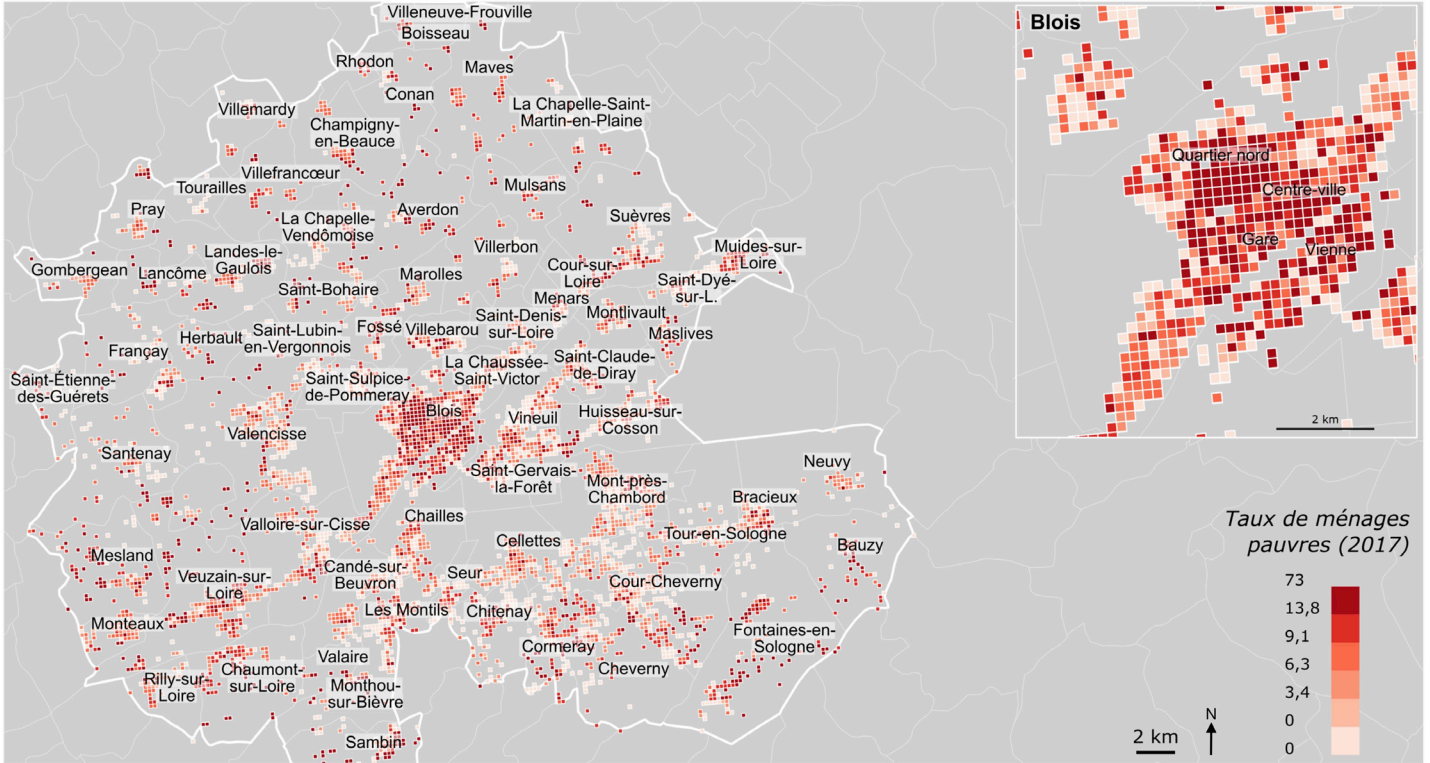 Villeneuve-Frouville
Boisseau
Rhodon
Maves
Conan
Villemardy
La Chapelle-Saint-
Martin-en-Plaine
Champigny-
en-Beauce
Villefrancœur
Tourailles
Mulsans
Pray
La Chapelle-
Vendômoise
Averdon
Suèvres
Landes-le-
Gaulois
Villerbon
Muides-sur-
Loire
Gombergean
Lancôme
Marolles
Cour-sur-
Loire
Saint-Dyé-
sur-L.
Saint-Bohaire
Menars
Montlivault
Saint-Denis-
sur-Loire
Fossé
Villebarou
Maslives
Herbault
Saint-Lubin-
en-Vergonnois
Françay
La Chaussée-
Saint-Victor
Saint-Claude-
de-Diray
Saint-Étienne-
des-Guérets
Saint-Sulpice-
de-Pommeray
Blois
Vineuil
Huisseau-sur-
Cosson
Valencisse
Santenay
Saint-Gervais-
la-Forêt
Mont-près-
Chambord
Neuvy
Bracieux
Valloire-sur-Cisse
Chailles
Tour-en-Sologne
Cellettes
Bauzy
Mesland
Veuzain-sur-
Loire
Candé-sur-
Beuvron
Seur
Cour-Cheverny
Les Montils
Chitenay
Monteaux
Fontaines-en-
Sologne
Cormeray
Valaire
Cheverny
Chaumont-
sur-Loire
Rilly-sur-
Loire
Monthou-
sur-Bièvre
Sambin
Blois
Quartier nord
Centre-ville
Gare
Vienne
2 km
Taux de ménages
pauvres (2017)
73
13,8
9,1
6,3
3,4
0
0
2 km
N